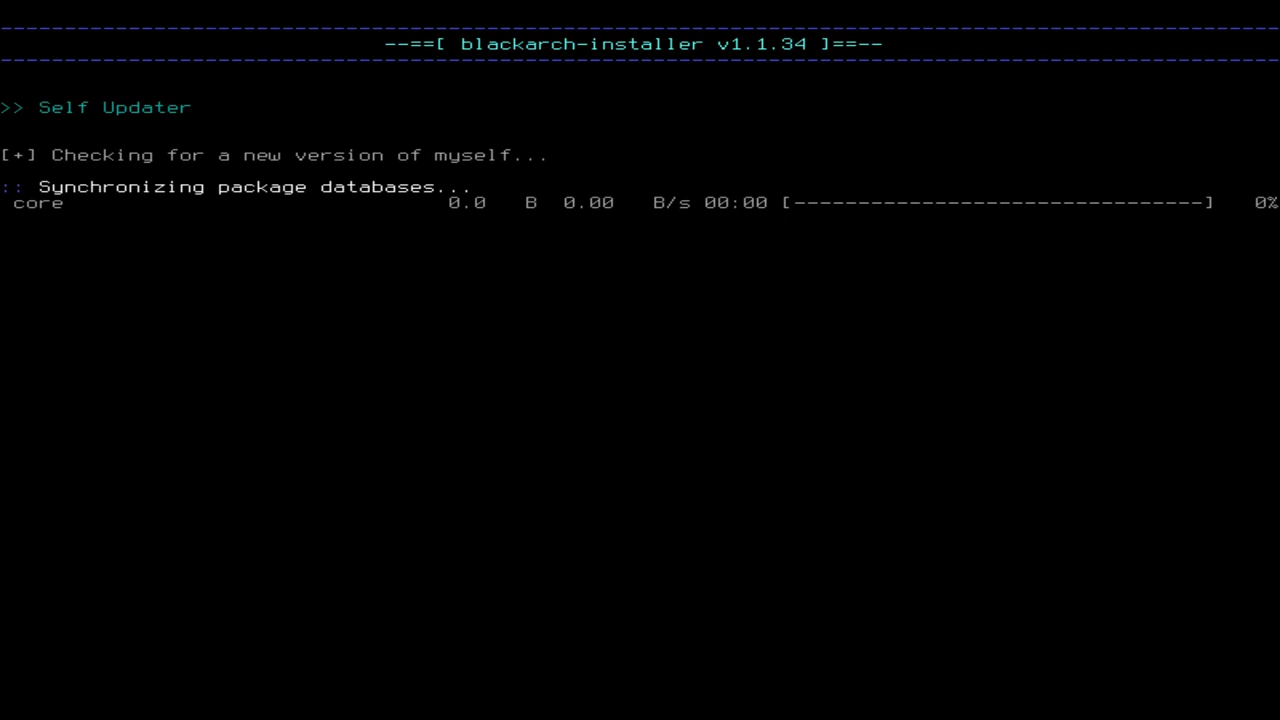 --==[ blackarch-installer v1.1.34 ]==--
>> Self Updater
[+] Checking for a new version of myself...
:: Synchronizing package databases...
core 0.0 B 0.00 B/s 00:00 [--------------------------------] 0%